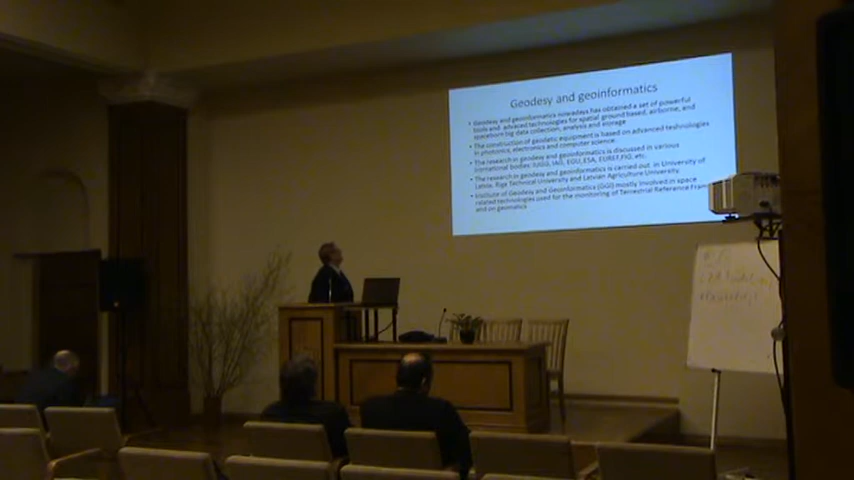 Geodesy and geoinformatics
• Geodesy and geoinformatics nowadays has obtained a set of powerful
tools and advanced technologies for spatial ground based, airborne, and
spaceborn big data collection, analysis and storage
• The construction of geodetic equipment is based on advanced technologies
in photonics, electronics and computer science.
• The research in geodesy and geoinformatics is discussed in various
international bodies: IUGG, IAG, EGU, ESA, EUREF, FIG, etc.
• The research in geodesy and geoinformatics is carried out in University of
Latvia, Riga Technical University and Latvian Agriculture University.
• Institute of Geodesy and Geoinformatics (GGI) mostly involved in space
related technologies used for the monitoring of Terrestrial Reference Fram
and on geomatics